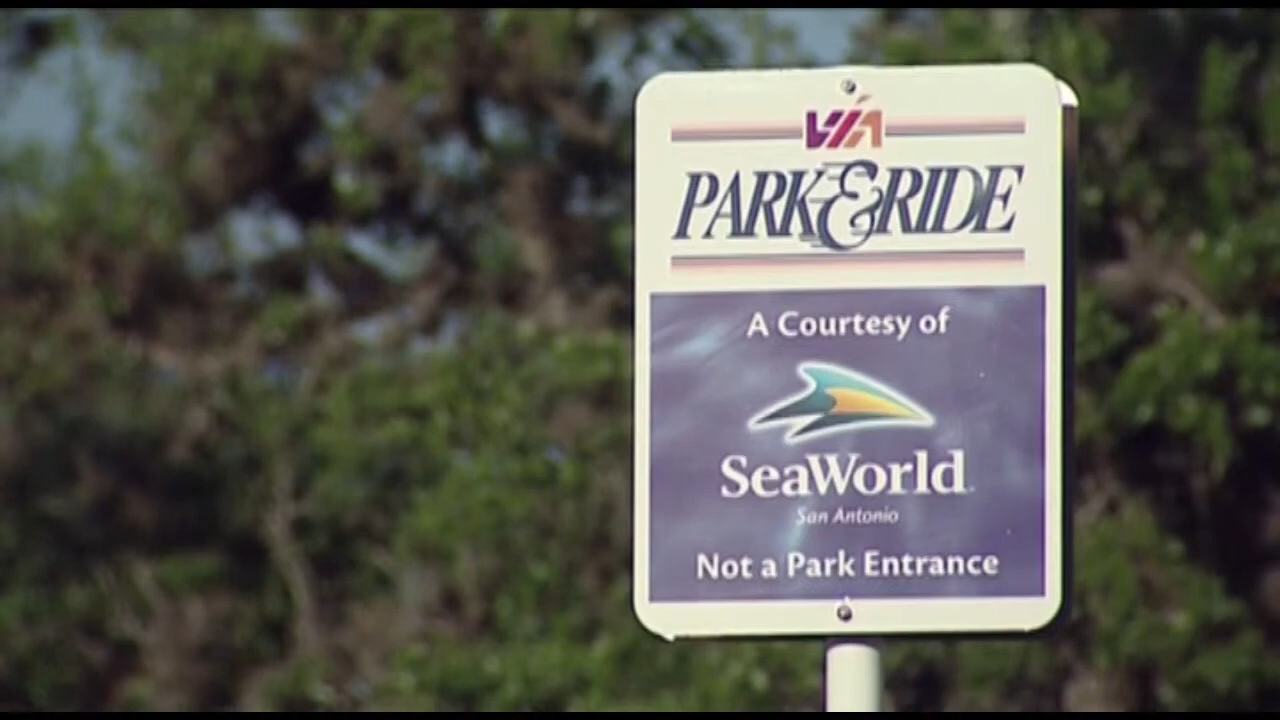 VIA
PARK & RIDE
A Courtesy of
SeaWorld
San Antonio
Not a Park Entrance